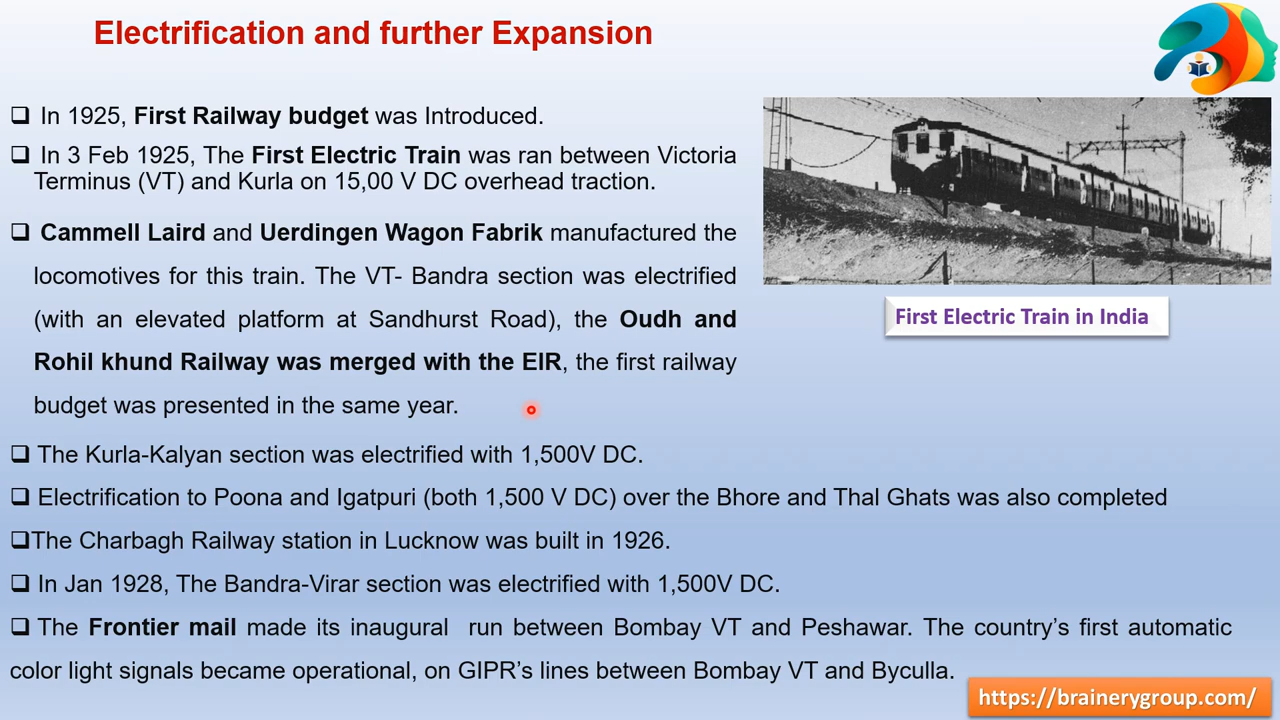 Electrification and further Expansion
❑ In 1925, First Railway budget was Introduced.
❑ In 3 Feb 1925, The First Electric Train was ran between Victoria
Terminus (VT) and Kurla on 15,00 V DC overhead traction.
❑ Cammell Laird and Uerdingen Wagon Fabrik manufactured the
locomotives for this train. The VT- Bandra section was electrified
(with an elevated platform at Sandhurst Road), the Oudh and
Rohil khund Railway was merged with the EIR, the first railway
budget was presented in the same year.
First Electric Train in India
❑ The Kurla-Kalyan section was electrified with 1,500V DC.
❑ Electrification to Poona and Igatpuri (both 1,500 V DC) over the Bhore and Thal Ghats was also completed
❑The Charbagh Railway station in Lucknow was built in 1926.
❑ In Jan 1928, The Bandra-Virar section was electrified with 1,500V DC.
❑ The Frontier mail made its inaugural run between Bombay VT and Peshawar. The country’s first automatic
color light signals became operational, on GIPR’s lines between Bombay VT and Byculla.
https://brainerygroup.com/